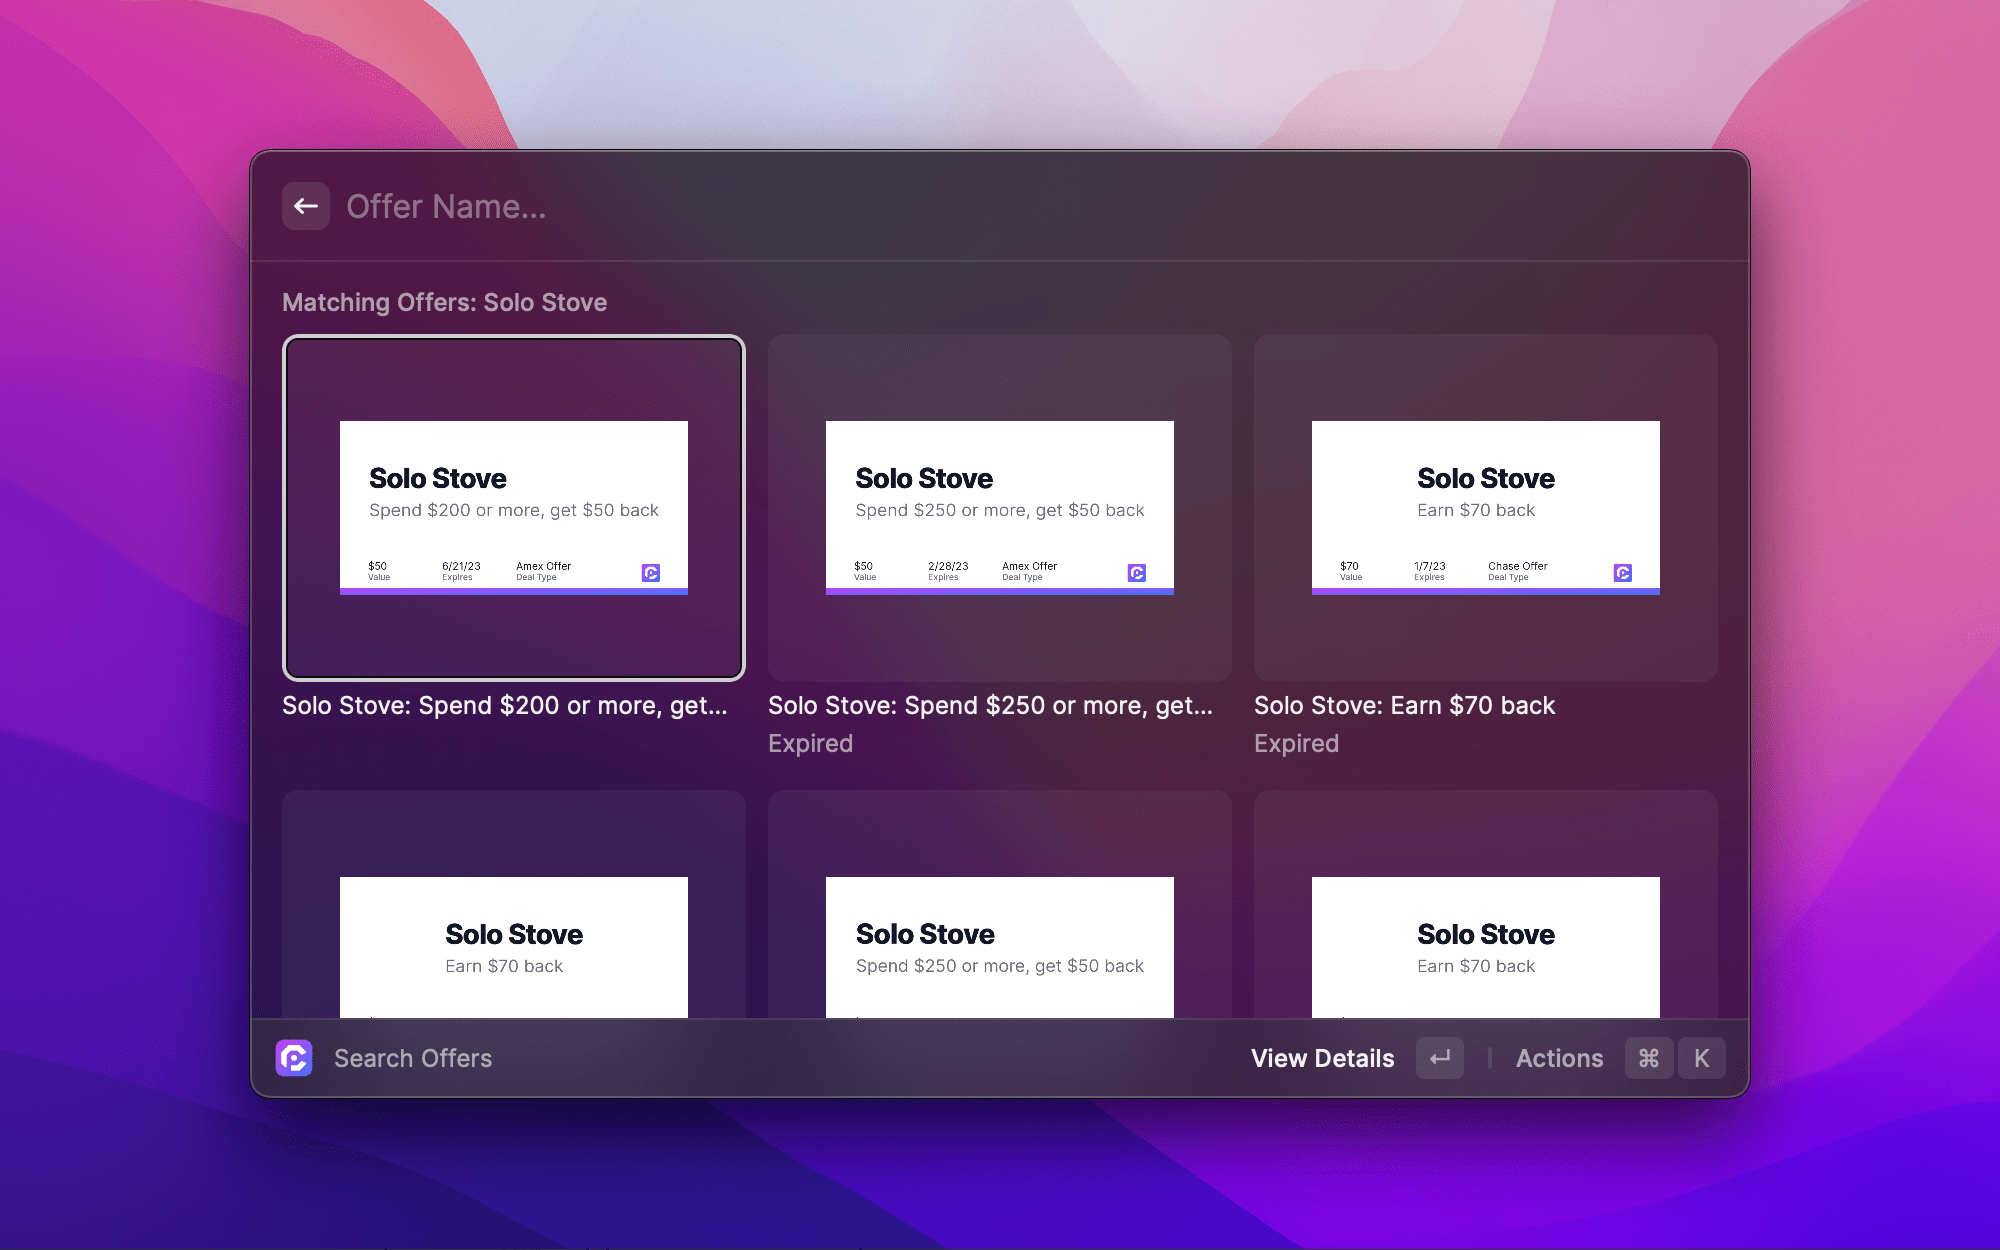 Offer Name...
Matching Offers: Solo Stove
Solo Stove
Spend $200 or more, get $50 back
$50
Value
6/21/23
Expires
Amex Offer
Deal Type
Solo Stove
Spend $250 or more, get $50 back
$50
Value
2/28/23
Expires
Amex Offer
Deal Type
Solo Stove
Earn $70 back
$70
Value
1/7/23
Expires
Chase Offer
Deal Type
Solo Stove: Spend $200 or more, get...
Solo Stove: Spend $250 or more, get...
Expired
Solo Stove: Earn $70 back
Expired
Solo Stove
Earn $70 back
Solo Stove
Spend $250 or more, get $50 back
Solo Stove
Earn $70 back
Search Offers
View Details
Actions
⌘ K